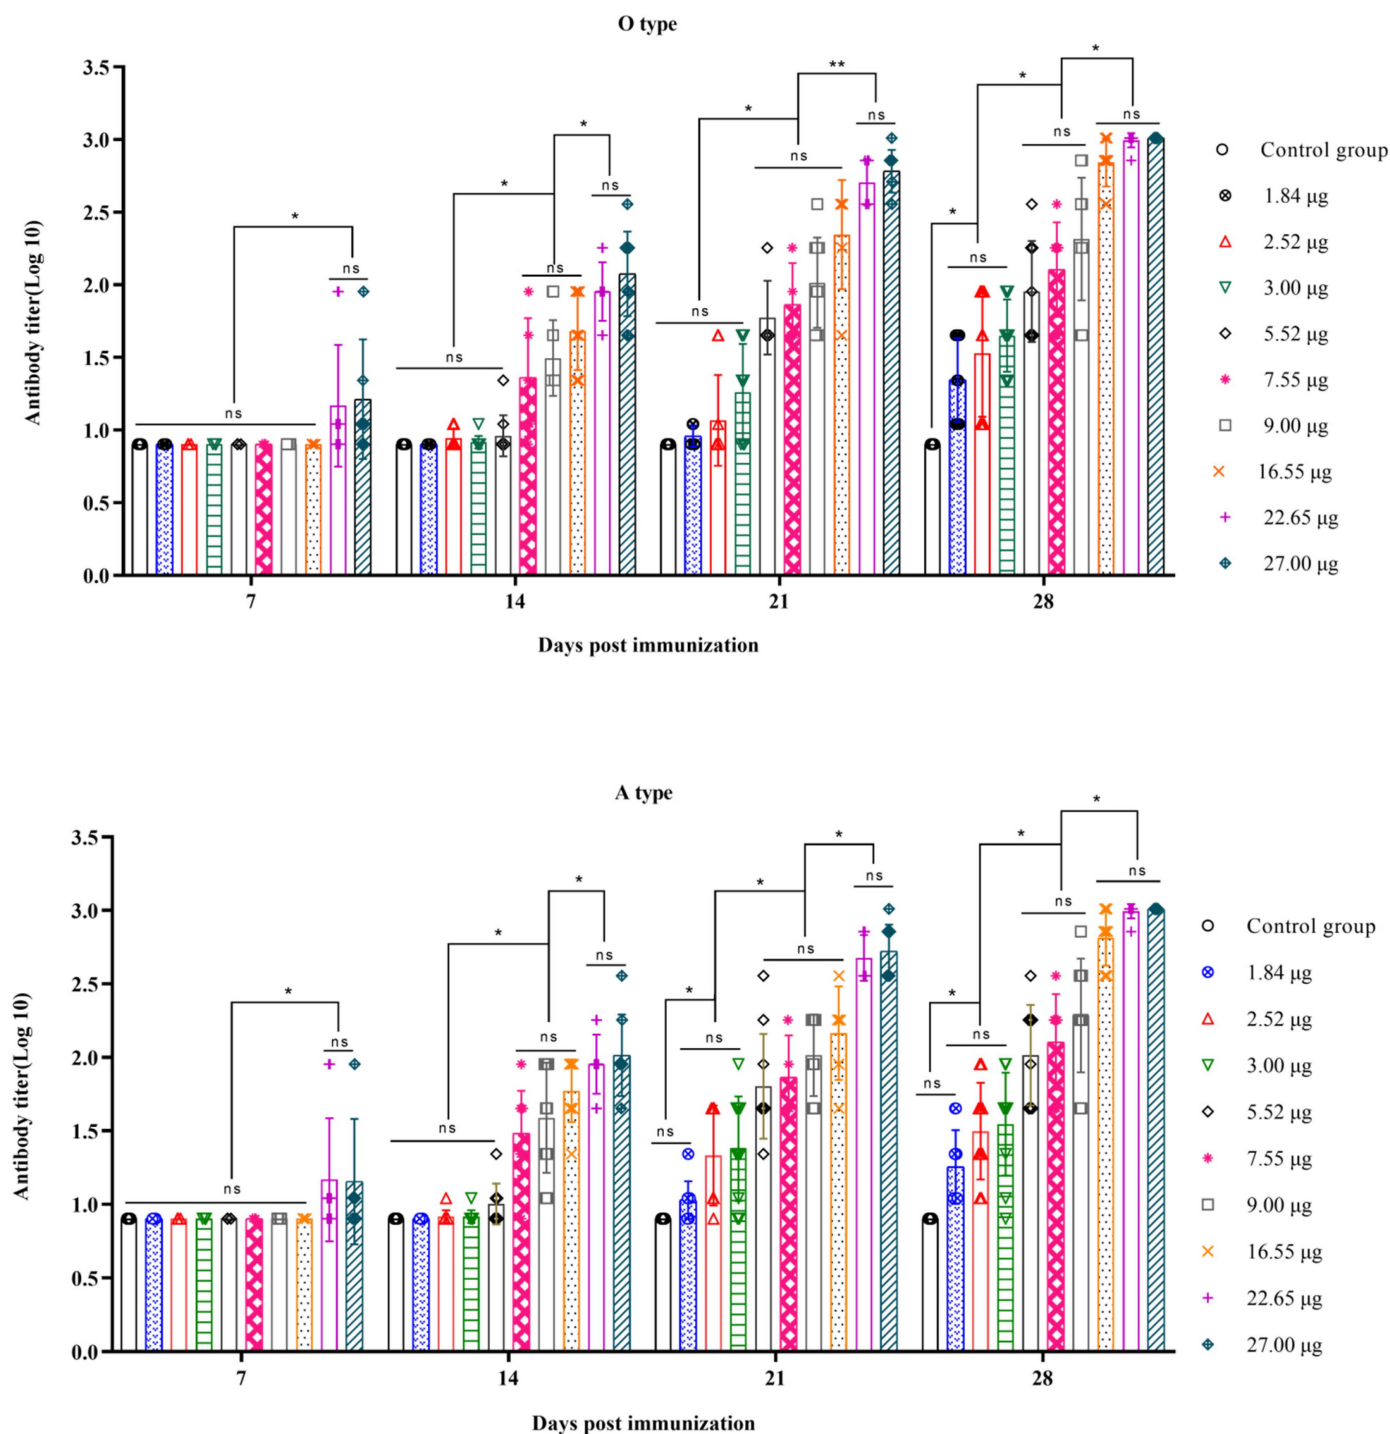 O type
3.5
3.0
2.5
2.0
1.5
1.0
0.5
0.0
Antibody titer(Log 10)
ns
*
ns
ns
*
ns
*
ns
ns
*
ns
**
ns
*
ns
*
ns
*
ns
7
14
21
28
Days post immunization
Control group
1.84 μg
2.52 μg
3.00 μg
5.52 μg
7.55 μg
9.00 μg
16.55 μg
22.65 μg
27.00 μg
A type
3.5
3.0
2.5
2.0
1.5
1.0
0.5
0.0
Antibody titer(Log 10)
ns
*
ns
ns
*
ns
*
ns
ns
*
ns
*
ns
*
ns
ns
*
ns
*
ns
*
ns
7
14
21
28
Days post immunization
Control group
1.84 μg
2.52 μg
3.00 μg
5.52 μg
7.55 μg
9.00 μg
16.55 μg
22.65 μg
27.00 μg